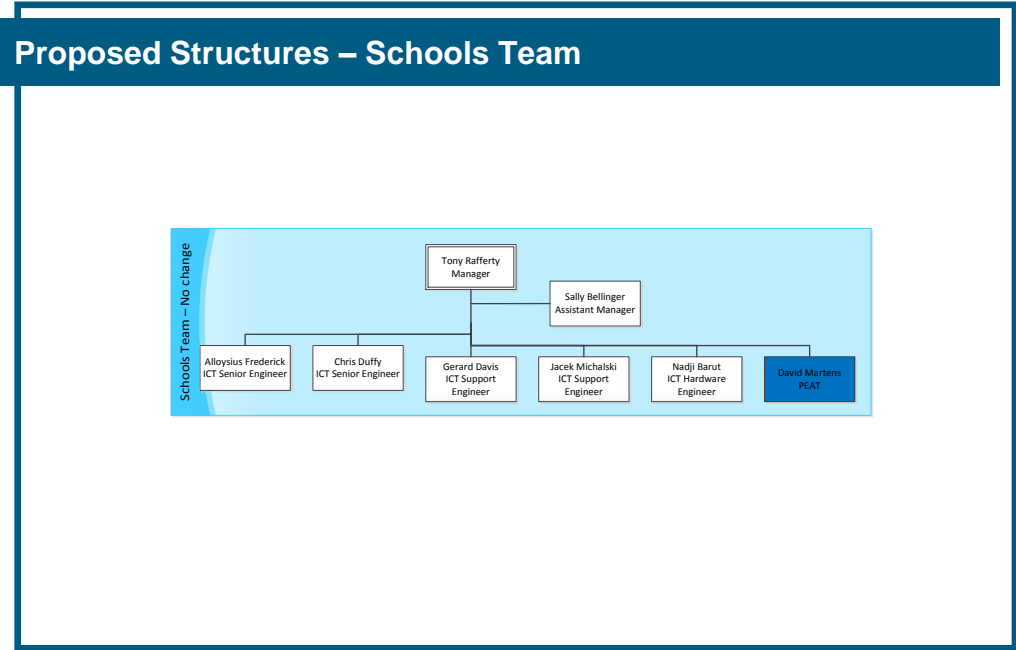 Proposed Structures – Schools Team
Schools Team – No change
Tony Rafferty
Manager
Sally Bellinger
Assistant Manager
Alloysius Frederick
ICT Senior Engineer
Chris Duffy
ICT Senior Engineer
Gerard Davis
ICT Support
Engineer
Jacek Michalski
ICT Support
Engineer
Nadji Barut
ICT Hardware
Engineer
David Martens
PEAT